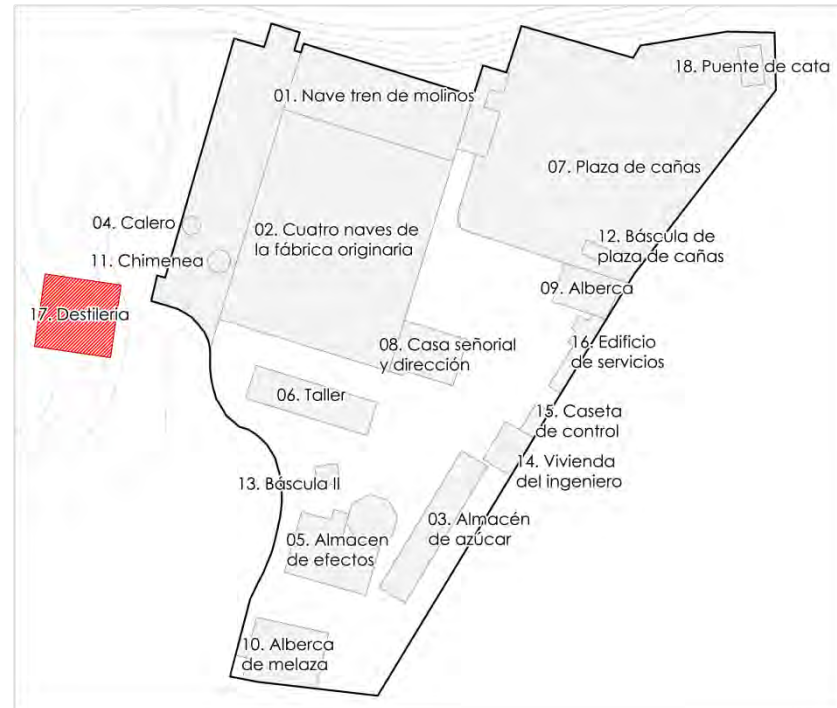 18. Puente de cata
01. Nave tren de molinos
07. Plaza de cañas
04. Calero
02. Cuatro naves de
la fábrica originaria
12. Báscula de
plaza de cañas
11. Chimenea
09. Alberca
17. Destileria
08. Casa señorial
y dirección
16. Edificio
de servicios
06. Taller
15. Caseta
de control
14. Vivienda
del ingeniero
13. Báscula II
03. Almacén
de azúcar
05. Almacen
de efectos
10. Alberca
de melaza